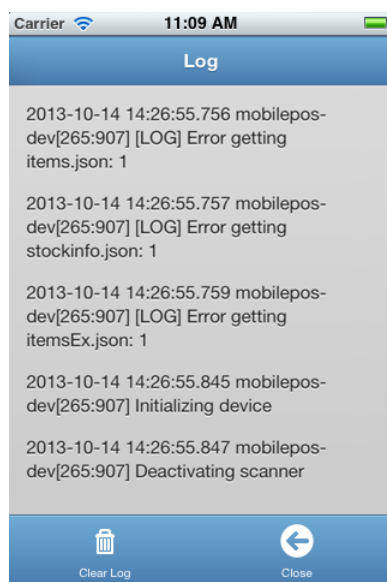 Carrier 11:09 AM
Log
2013-10-14 14:26:55.756 mobilepos-
dev[265:907] [LOG] Error getting
items.json: 1
2013-10-14 14:26:55.757 mobilepos-
dev[265:907] [LOG] Error getting
stockinfo.json: 1
2013-10-14 14:26:55.759 mobilepos-
dev[265:907] [LOG] Error getting
itemsEx.json: 1
2013-10-14 14:26:55.845 mobilepos-
dev[265:907] Initializing device
2013-10-14 14:26:55.847 mobilepos-
dev[265:907] Deactivating scanner
Clear Log Close